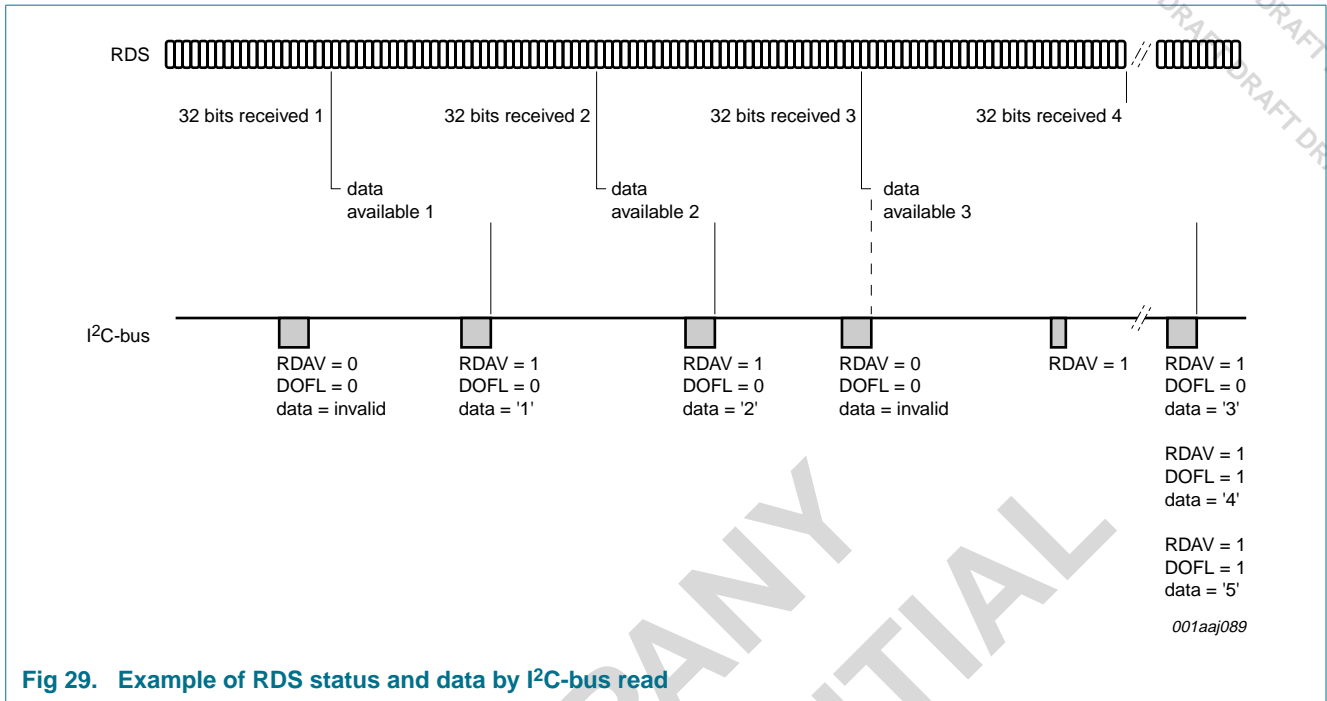 RDS
32 bits received 1
32 bits received 2
32 bits received 3
32 bits received 4
data
available 1
data
available 2
data
available 3
I2C-bus
RDAV = 0
DOFL = 0
data = invalid
RDAV = 1
DOFL = 0
data = '1'
RDAV = 1
DOFL = 0
data = '2'
RDAV = 0
DOFL = 0
data = invalid
RDAV = 1
RDAV = 1
DOFL = 0
data = '3'
RDAV = 1
DOFL = 1
data = '4'
RDAV = 1
DOFL = 1
data = '5'
001aaj089
Fig 29. Example of RDS status and data by I2C-bus read
DRAFT
DRAFT
DRAFT
DRAFT